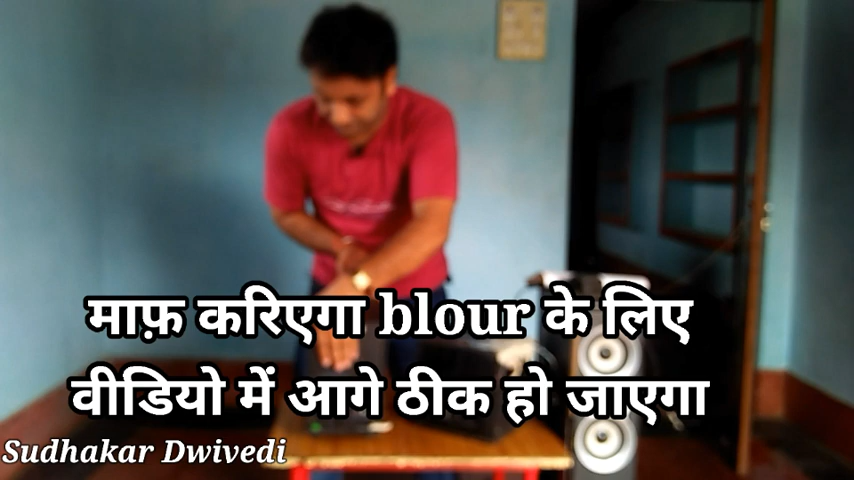 माफ़ करिएगा blour के लिए
वीडियो में आगे ठीक हो जाएगा
Sudhakar Dwivedi